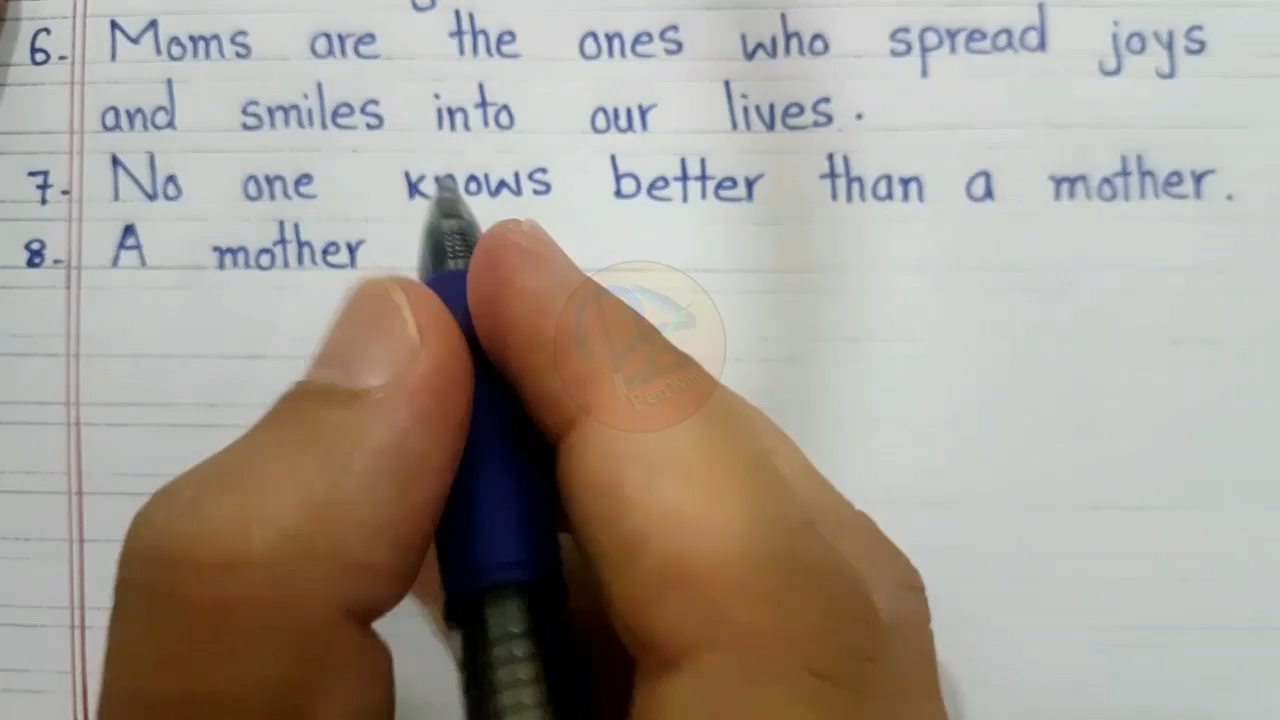 6. Moms are the ones who spread joys
and smiles into our lives.
7. No one knows better than a mother.
8. A mother